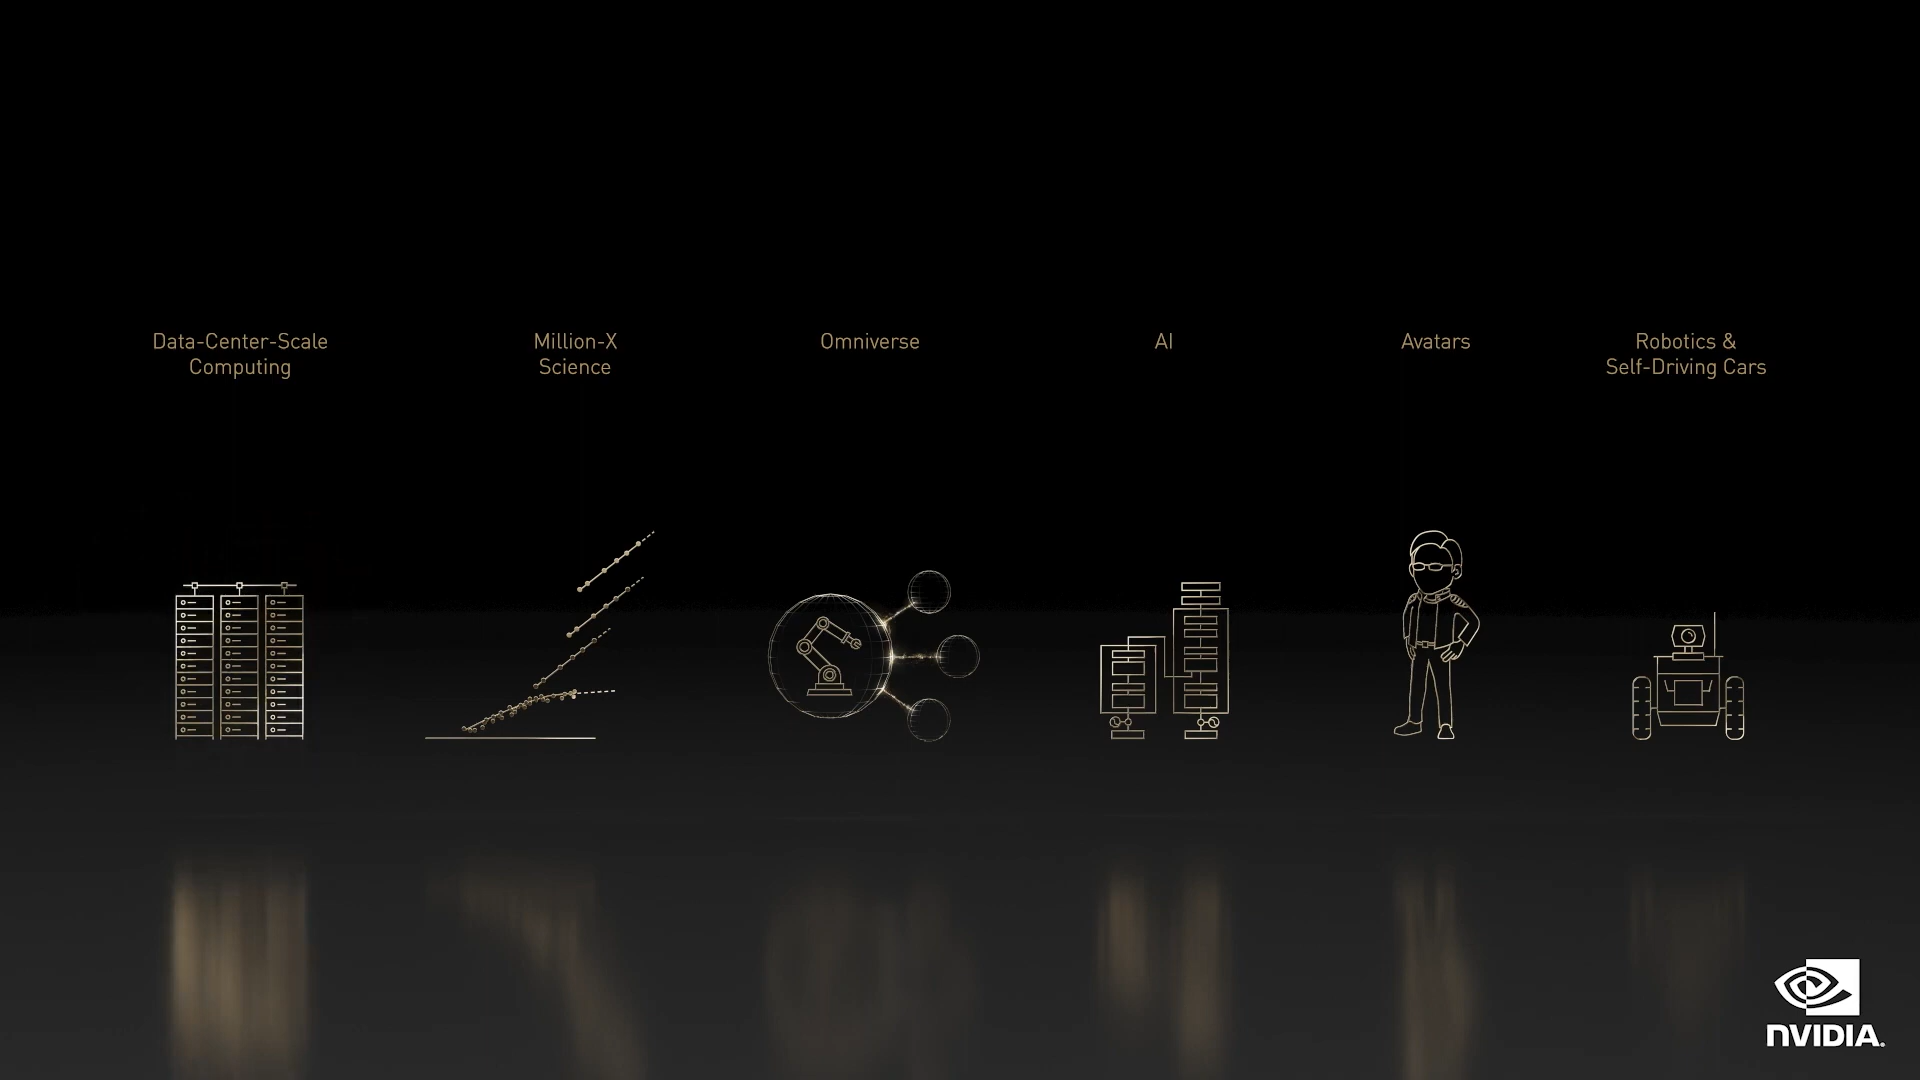 Data-Center-Scale
Computing
Million-X
Science
Omniverse
AI
Avatars
Robotics &
Self-Driving Cars
NVIDIA.